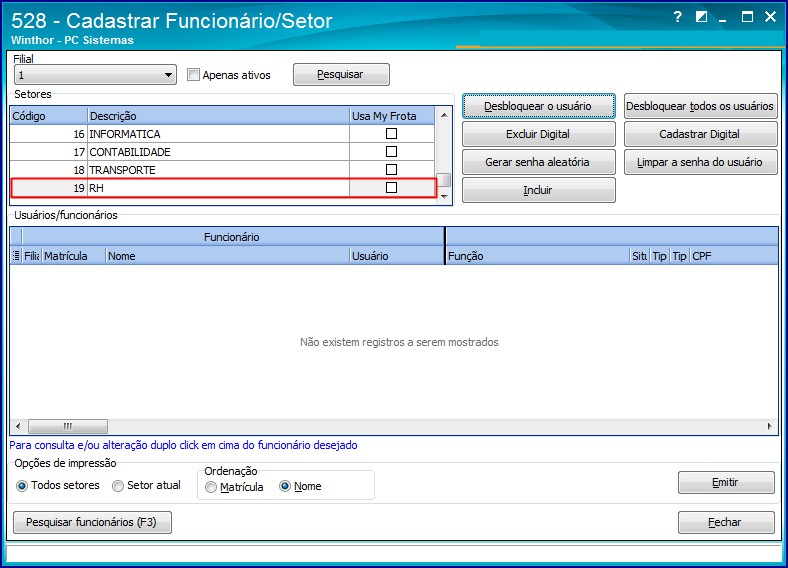 528 - Cadastrar Funcionário/Setor
Winthor - PC Sistemas
Filial
1
Apenas ativos
Pesquisar
Setores
Código Descrição Usa My Frota
16 INFORMATICA
17 CONTABILIDADE
18 TRANSPORTE
19 RH
Desbloquear o usuário
Desbloquear todos os usuários
Excluir Digital
Cadastrar Digital
Gerar senha aleatória
Limpar a senha do usuário
Incluir
Usuários/funcionários
Funcionário
Filia Matrícula Nome Usuário Função Situ Tip Tip CPF
Não existem registros a serem mostrados
Para consulta e/ou alteração duplo click em cima do funcionário desejado
Opções de impressão
Todos setores
Setor atual
Ordenação
Matrícula
Nome
Emitir
Pesquisar funcionários (F3)
Fechar